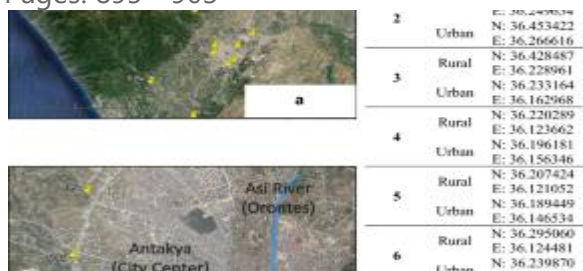 Pages: 895 - 903
2
Urban
N: 36.453422
E: 36.266616
3
Rural
N: 36.428487
E: 36.228961
Urban
N: 36.233164
E: 36.162968
4
Rural
N: 36.220289
E: 36.123662
Urban
N: 36.196181
E: 36.156346
5
Rural
N: 36.207424
E: 36.121052
Urban
N: 36.189449
E: 36.146534
6
Rural
N: 36.295060
E: 36.124481
Urban
N: 36.239870
a
Asi River
(Orontes)
Antakya
(City Center)